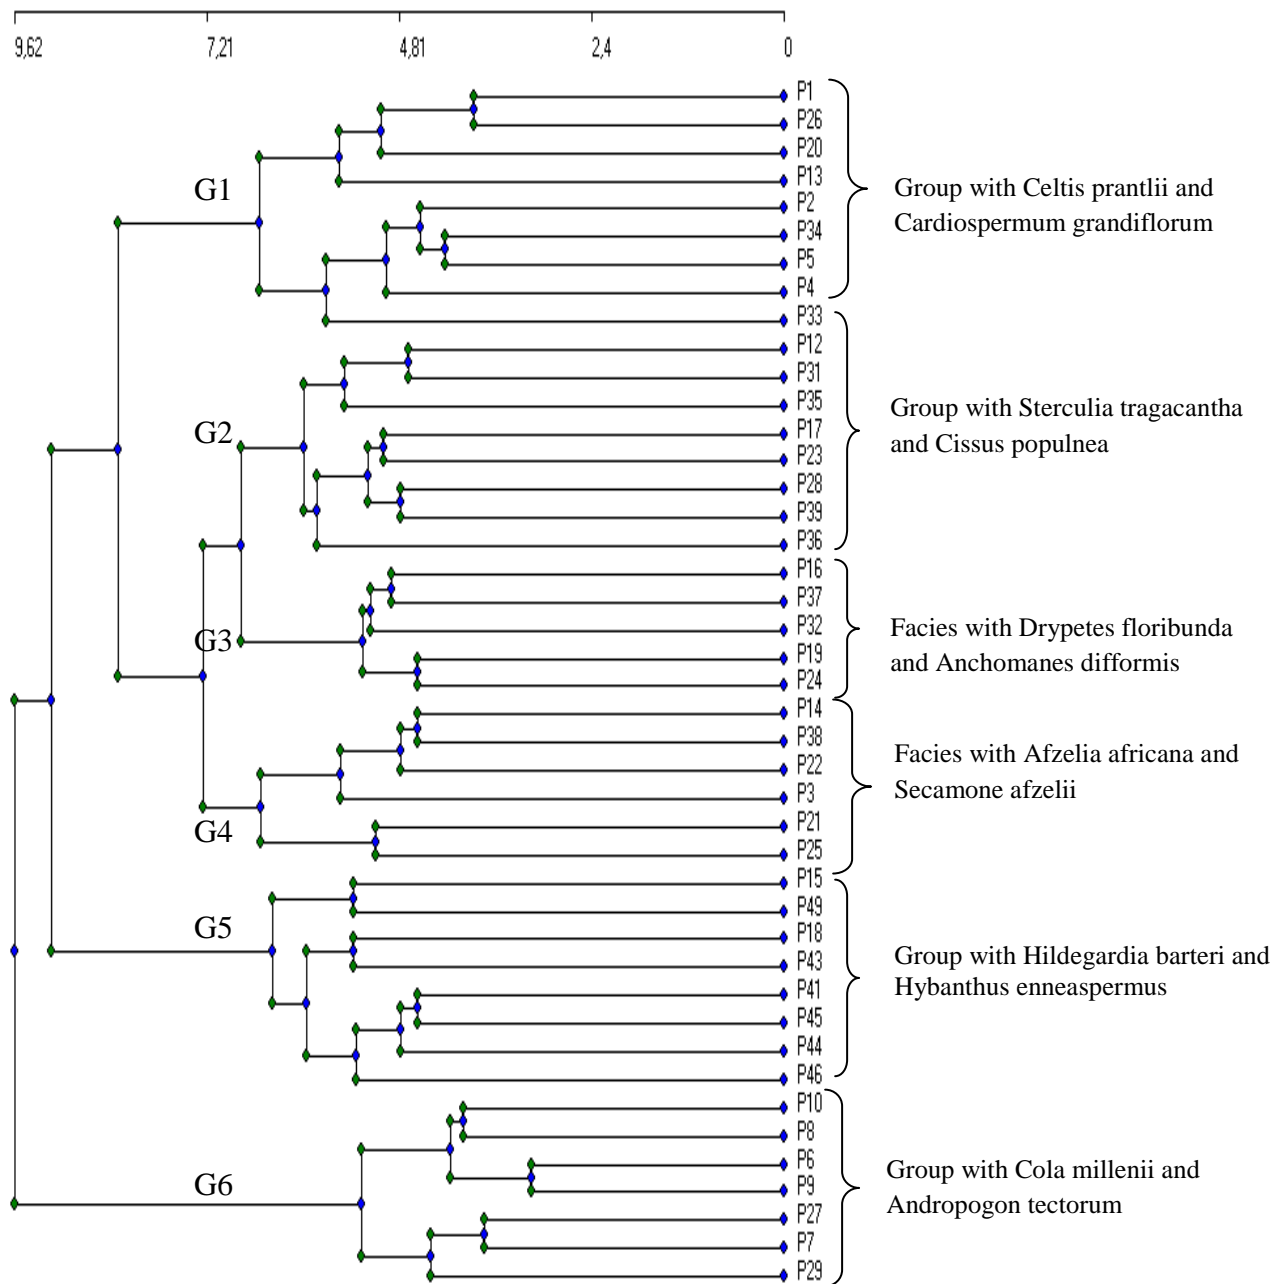 9,62 7,21 4,81 2,4 0
P1
P26
P20
P13
G1
Group with Celtis prantlii and
Cardiospermum grandiflorum
P2
P34
P5
P4
P33
P12
P31
P35
G2
Group with Sterculia tragacantha
and Cissus populnea
P17
P23
P28
P39
P36
P16
P37
P32
G3
Facies with Drypetes floribunda
and Anchomanes difformis
P19
P24
P14
P38
P22
P3
Facies with Afzelia africana and
Secamone afzelii
P21
G4
P25
P15
P49
G5
P18
P43
P41
P45
Group with Hildegardia barteri and
Hybanthus enneaspermus
P44
P46
P10
P8
P6
P9
G6
Group with Cola millenii and
Andropogon tectorum
P27
P7
P29